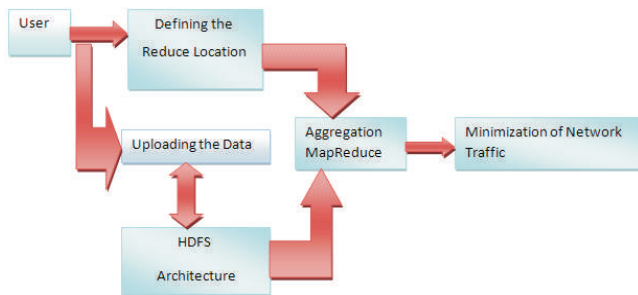 User
Defining the
Reduce Location
Uploading the Data
Aggregation
MapReduce
Minimization of Network
Traffic
HDFS
Architecture